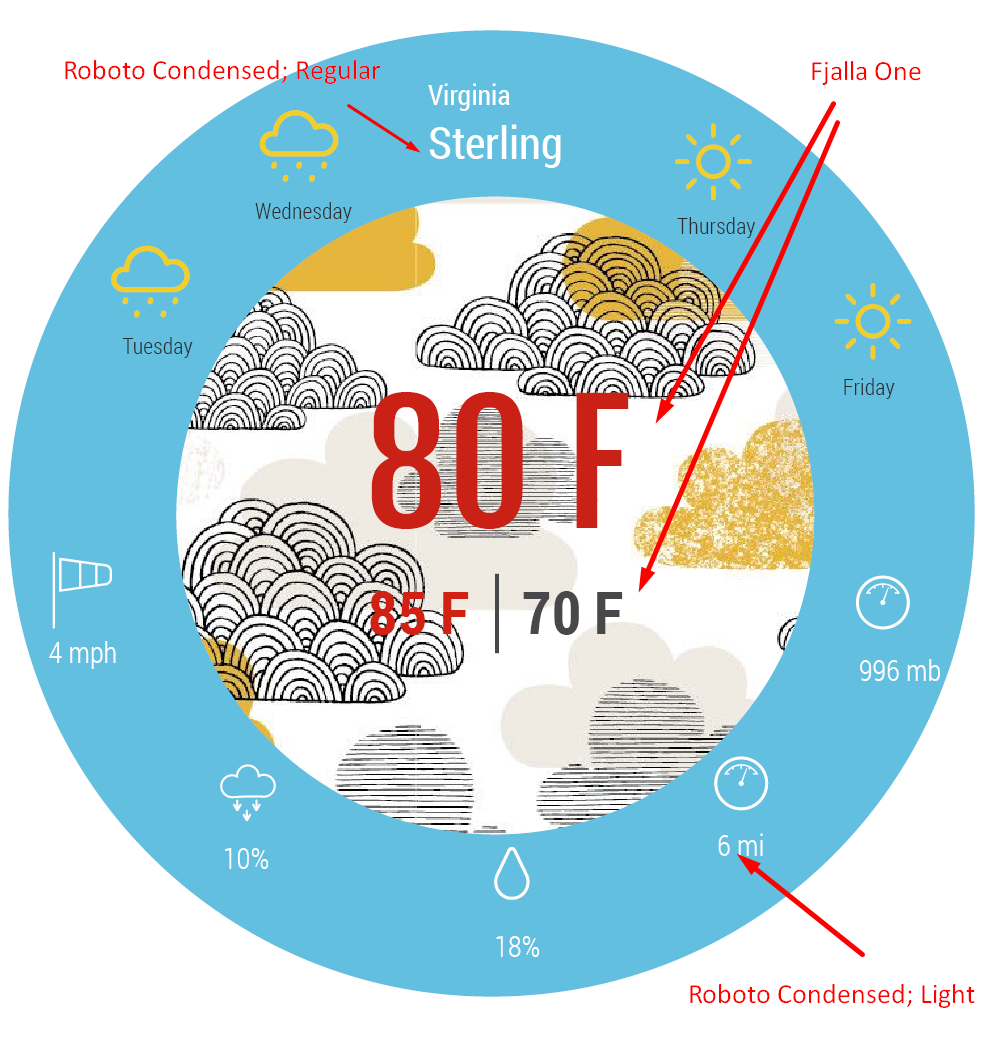 Roboto Condensed; Regular
Fjalla One
Virginia
Sterling
Wednesday
Thursday
Tuesday
Friday
80 F
85 F | 70 F
4 mph
996 mb
6 mi
10%
18%
Roboto Condensed; Light